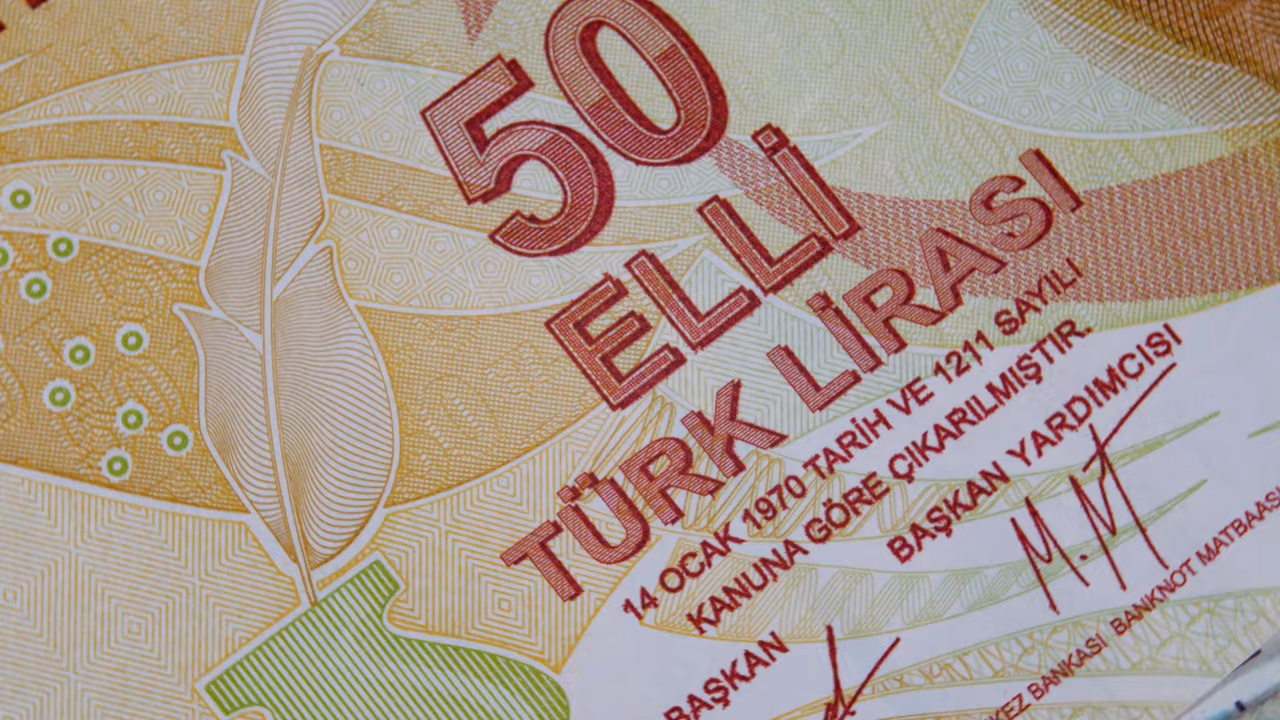 50
ELLİ
TÜRK LİRASI
14 OCAK 1970 TARİH VE 1211 SAYILI
KANUNA GÖRE ÇIKARILMIŞTIR.
BAŞKAN
BAŞKAN YARDIMCISI
BANKASI BANKNOT MATBAASI